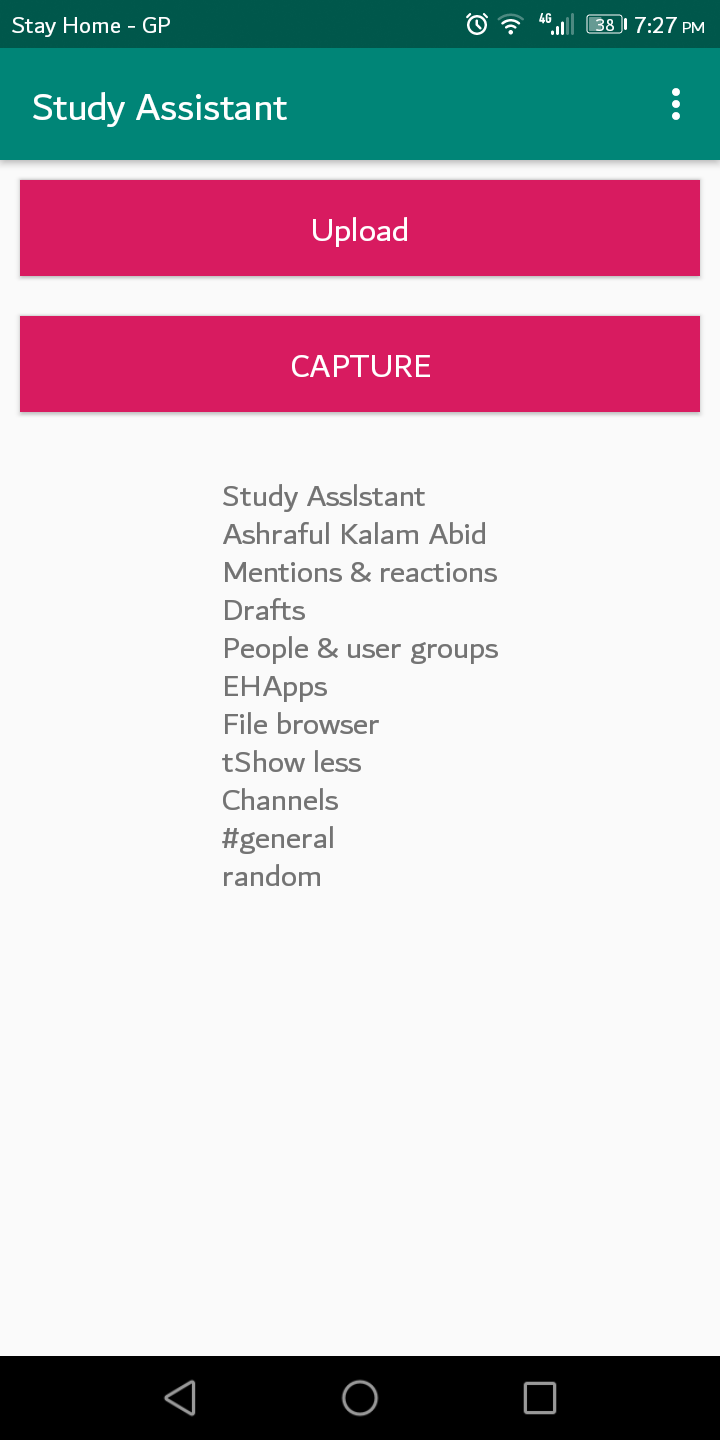 Stay Home - GP 4G 38 7:27 PM
Study Assistant
Upload
CAPTURE
Study Asslstant
Ashraful Kalam Abid
Mentions & reactions
Drafts
People & user groups
EHApps
File browser
tShow less
Channels
#general
random